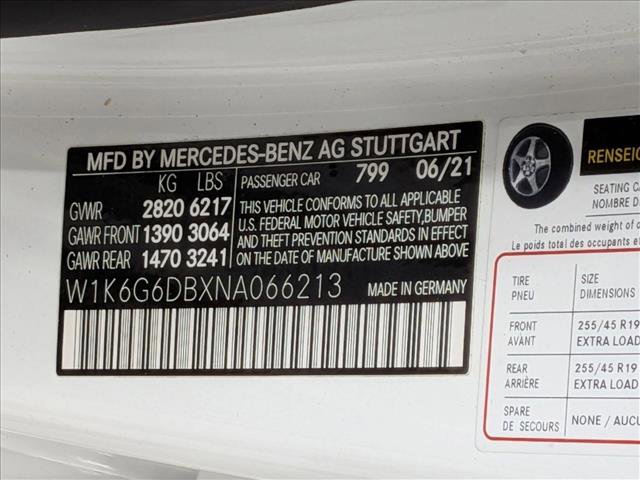 MFD BY MERCEDES-BENZ AG STUTTGART
KG LBS PASSENGER CAR 799 06/21
GVWR 2820 6217
GAWR FRONT 1390 3064
GAWR REAR 1470 3241
THIS VEHICLE CONFORMS TO ALL APPLICABLE
U.S. FEDERAL MOTOR VEHICLE SAFETY,BUMPER
AND THEFT PREVENTION STANDARDS IN EFFECT
ON THE DATE OF MANUFACTURE SHOWN ABOVE
W1K6G6DBXNA066213 MADE IN GERMANY
RENSEIG
SEATING CA
NOMBRE D
The combined weight of o
Le poids total des occupants et
TIRE SIZE
PNEU DIMENSIONS
FRONT 255/45 R19
AVANT EXTRA LOAD
REAR 255/45 R19
ARRIÈRE EXTRA LOAD
SPARE NONE / AUCU
DE SECOURS